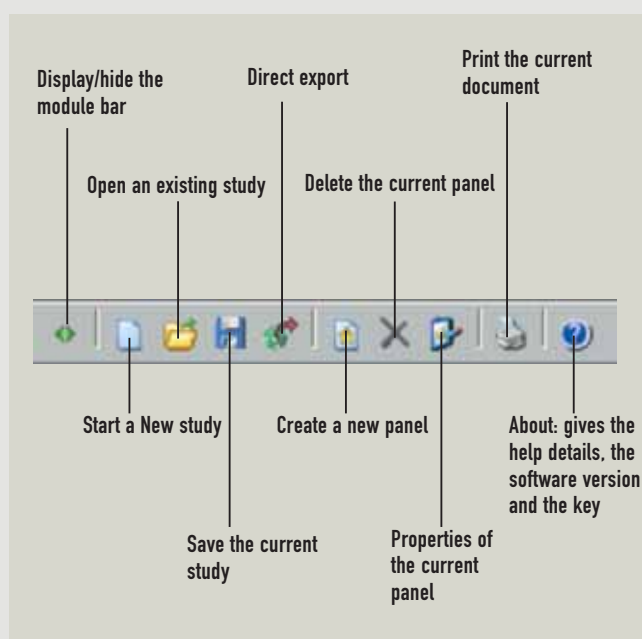 Display/hide the
module bar
Direct export
Print the current
document
Open an existing study
Delete the current panel
Start a New study
Create a new panel
About: gives the
help details, the
software version
and the key
Save the current
study
Properties of
the current
panel